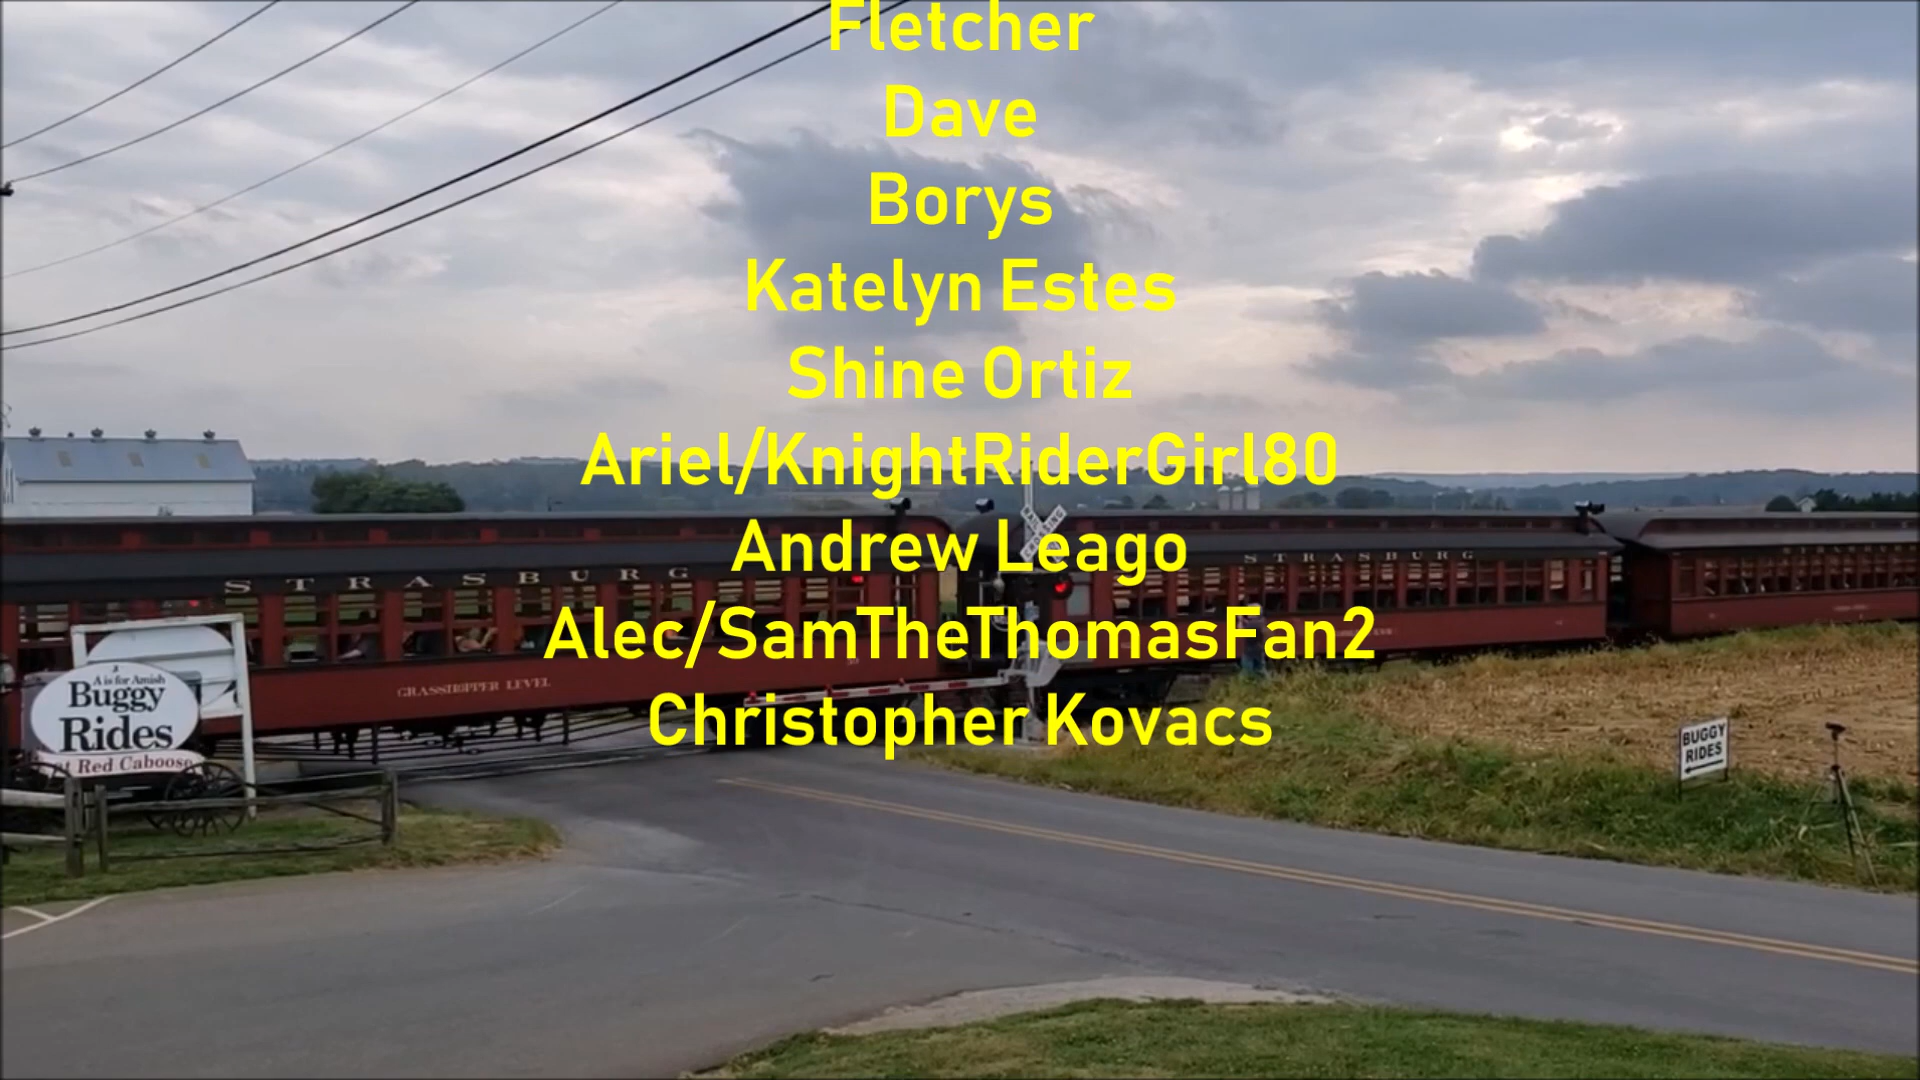 Fletcher
Dave
Borys
Katelyn Estes
Shine Ortiz
Ariel/KnightRiderGirl80
Andrew Leago
Alec/SamTheThomasFan2
Christopher Kovacs
STRASBURG
STRASBURG
GRASSHOPPER LEVEL
A is for Amish
Buggy
Rides
at Red Caboose
BUGGY
RIDES